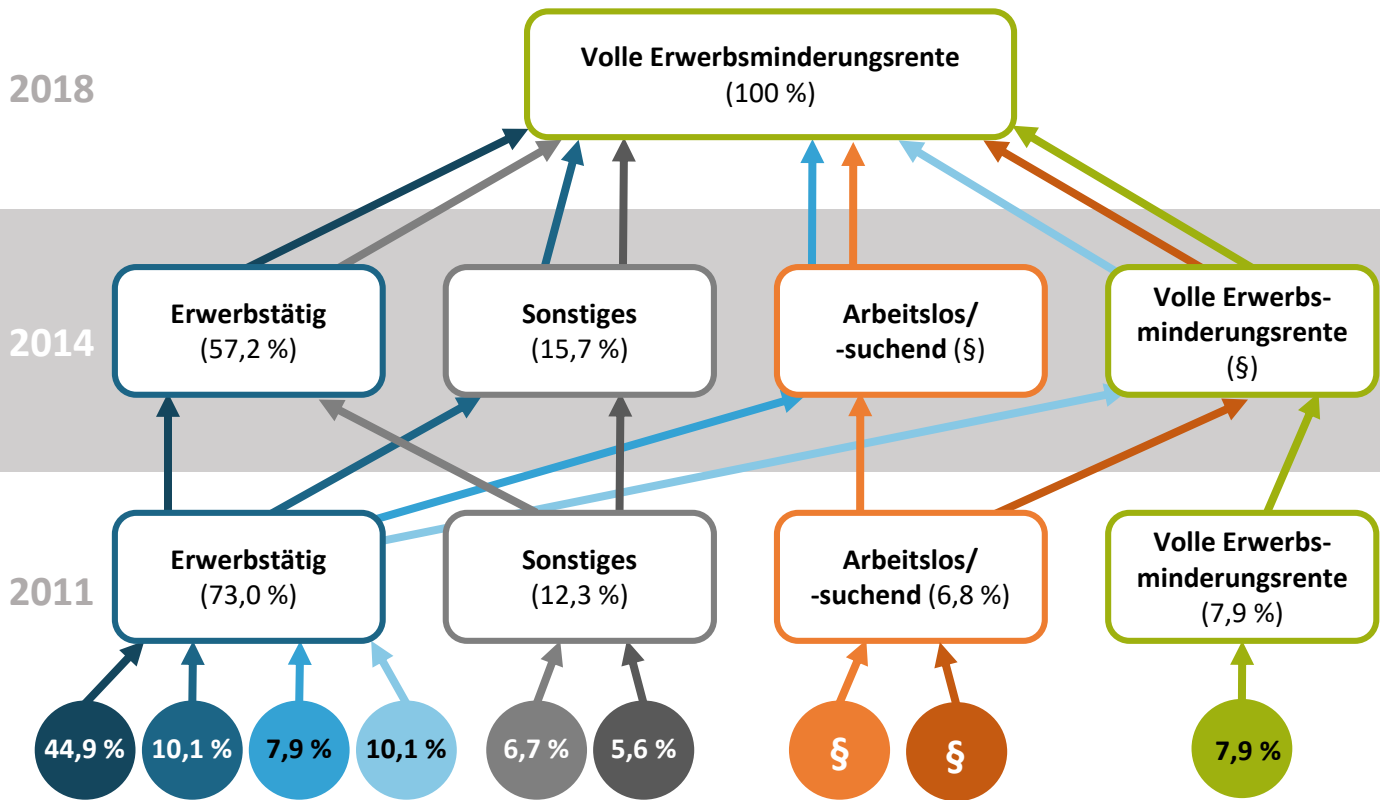 2018
Volle Erwerbsminderungsrente
(100 %)
2014
Erwerbstätig
(57,2 %)
Sonstiges
(15,7 %)
Arbeitslos/
-suchend (§)
Volle Erwerbs-
minderungsrente
(§)
2011
Erwerbstätig
(73,0 %)
Sonstiges
(12,3 %)
Arbeitslos/
-suchend (6,8 %)
Volle Erwerbs-
minderungsrente
(7,9 %)
44,9 %
10,1 %
7,9 %
10,1 %
6,7 %
5,6 %
§
§
7,9 %